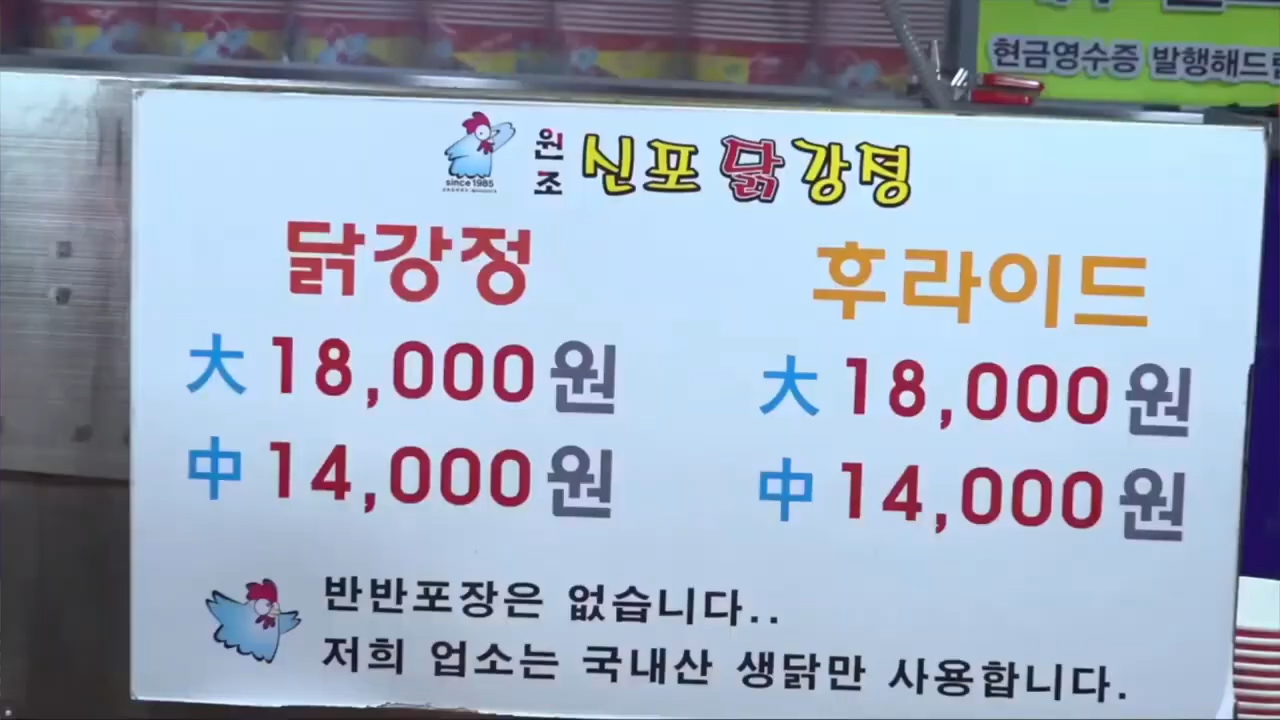 현금영수증 발행해드
since 1985
원조 신포닭강정
닭강정
大 18,000원
中 14,000원
후라이드
大 18,000원
中 14,000원
반반포장은 없습니다..
저희 업소는 국내산 생닭만 사용합니다.